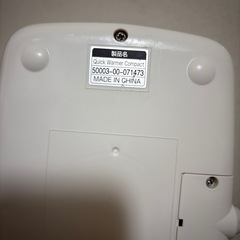 製品名
Quick Warmer Compact
50003-00-071473
MADE IN CHINA